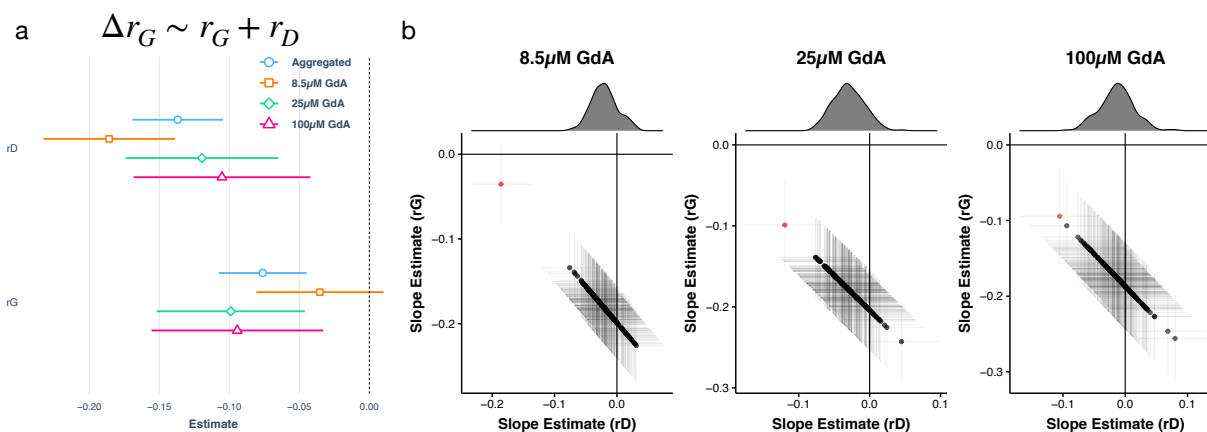 a
Δr_G ∼ r_G + r_D
Aggregated
8.5µM GdA
25µM GdA
100µM GdA
rD
rG
−0.20 −0.15 −0.10 −0.05 0.00
Estimate
b
8.5µM GdA
0.0
−0.1
−0.2
Slope Estimate (rG)
−0.2 −0.1 0.0
Slope Estimate (rD)
25µM GdA
0.0
−0.1
−0.2
−0.3
Slope Estimate (rG)
−0.1 0.0 0.1
Slope Estimate (rD)
100µM GdA
0.0
−0.1
−0.2
−0.3
Slope Estimate (rG)
−0.1 0.0 0.1
Slope Estimate (rD)